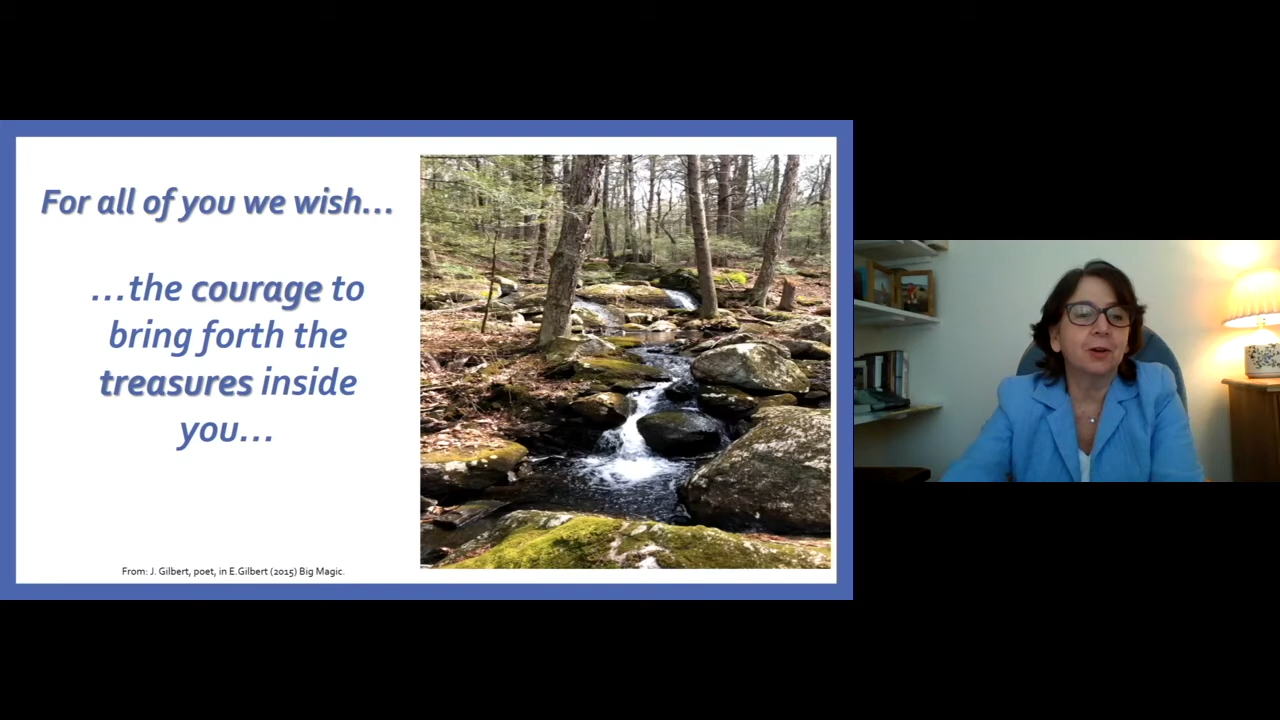 For all of you we wish...
...the courage to
bring forth the
treasures inside
you...
From: J. Gilbert, poet, in E.Gilbert (2015) Big Magic.